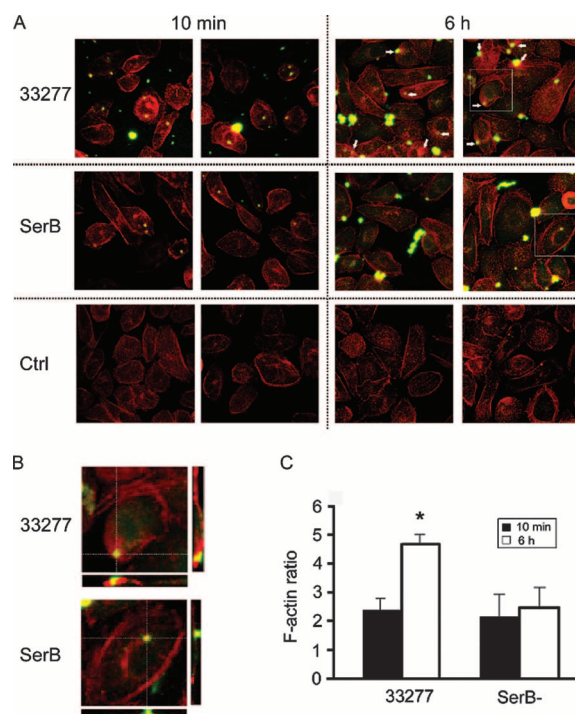 A
10 min
6 h
33277
SerB
Ctrl
B
33277
SerB
C
F-actin ratio
6
5
4
3
2
1
0
*
10 min
6 h
33277
SerB-